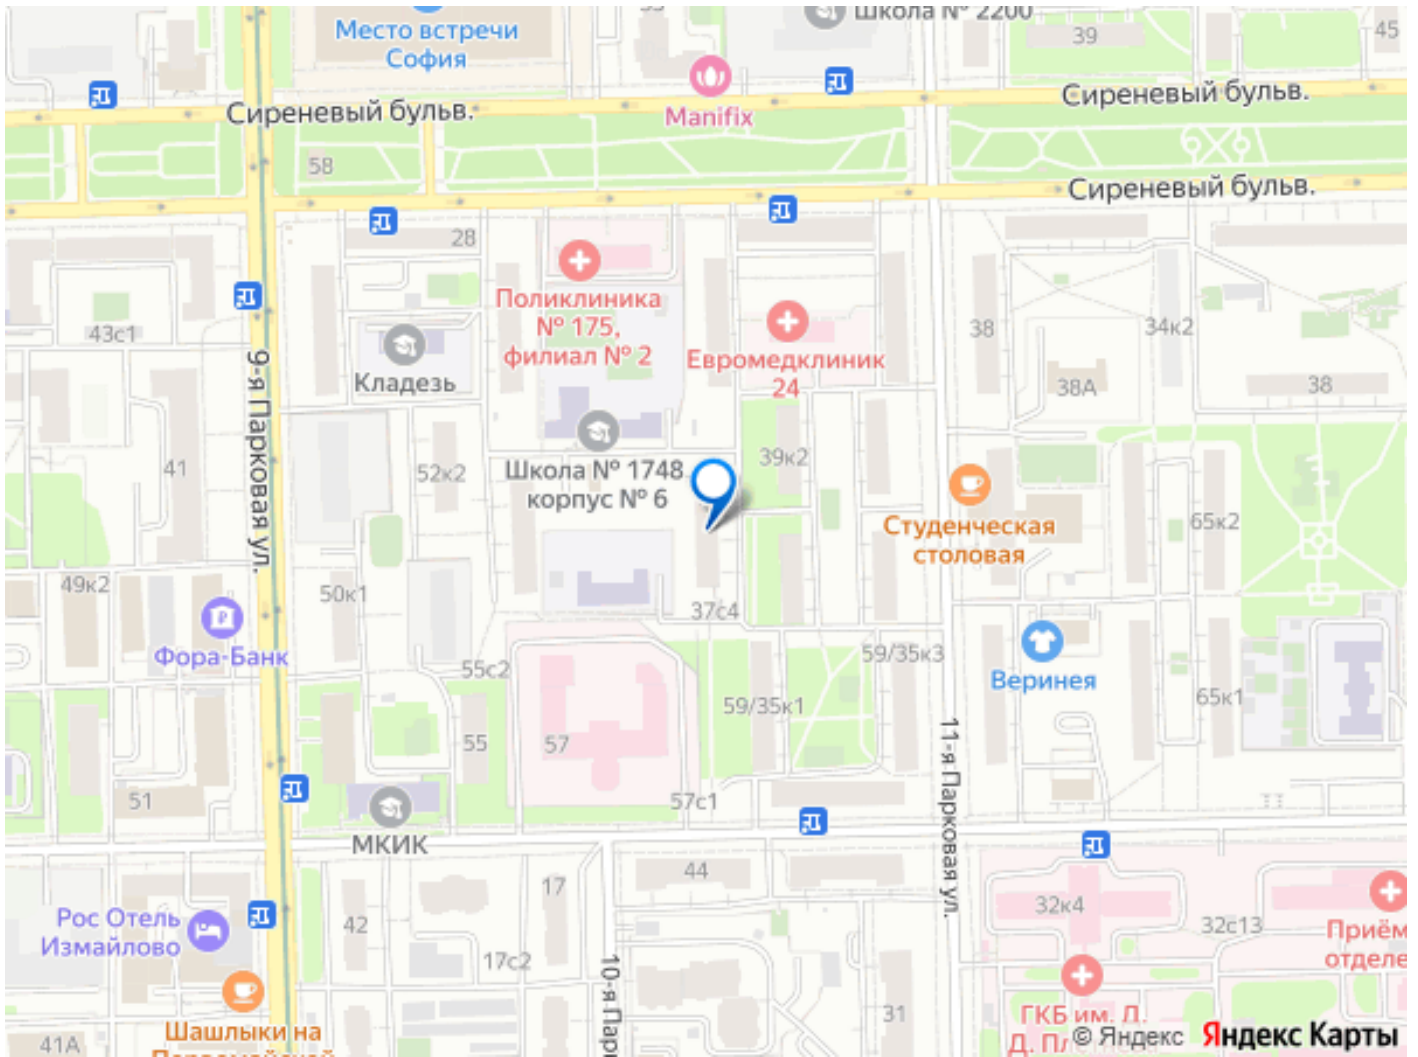 Школа № 2200
Место встречи
София
39
45
Manifix
Сиреневый бульв.
Сиреневый бульв.
58
Сиреневый бульв.
28
Поликлиника
№ 175,
филиал № 2
43с1
Кладезь
Евромедклиник
24
38
34к2
38А
38
9-я Парковая ул.
41
52к2
Школа № 1748
корпус № 6
39к2
Студенческая
столовая
65к2
49к2
50к1
37с4
Фора-Банк
55с2
59/35к3
Веринея
65к1
59/35к1
55
57
11-я Парковая ул.
51
57с1
МКИК
44
17
42
Рос Отель
Измайлово
17с2
32к4
32с13
Приём
отделе
10-я Пар
31
ГКБ им. Л.
Шашлыки на
41А
© Яндекс
Яндекс Карты